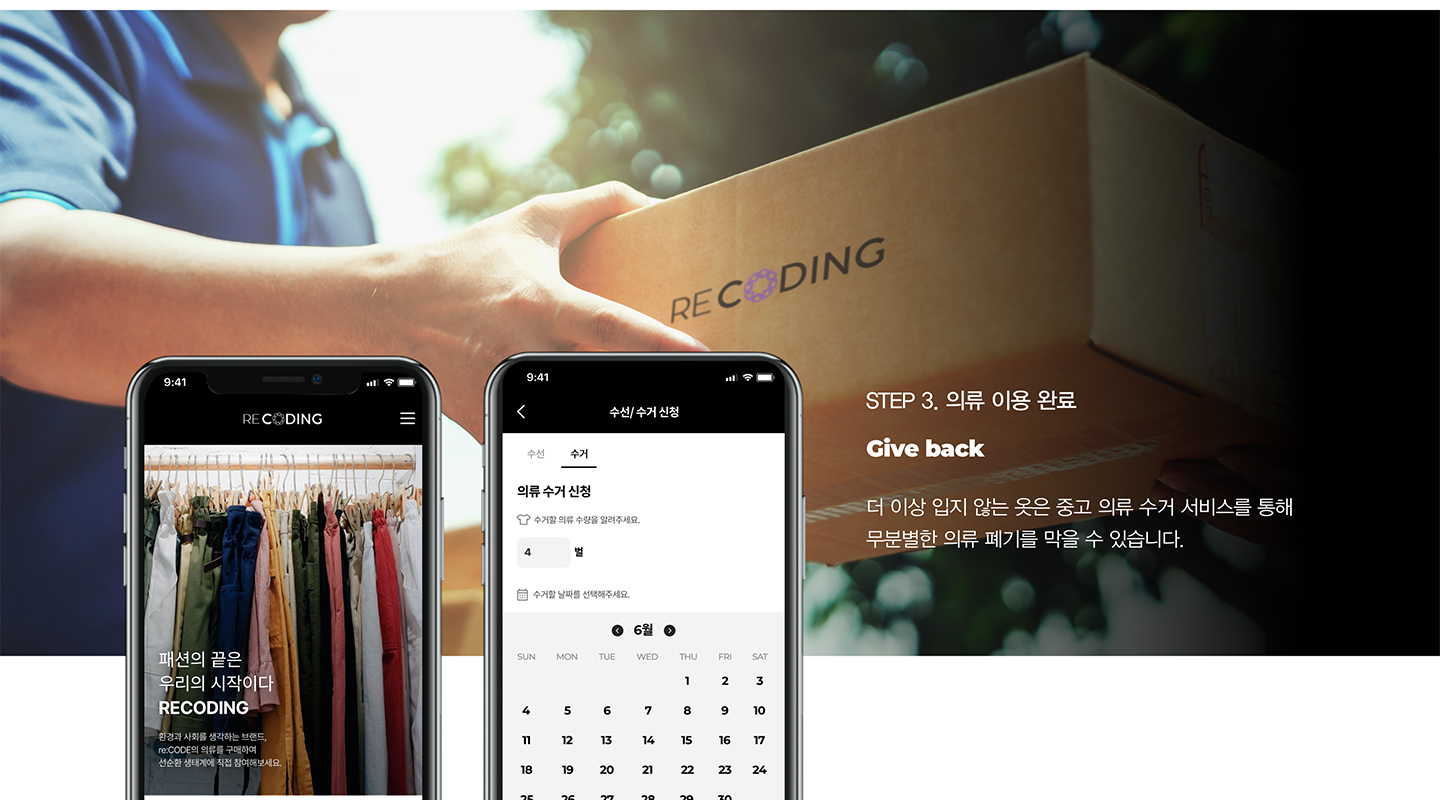 RECODING
STEP 3. 의류 이용 완료
Give back
더 이상 입지 않는 옷은 중고 의류 수거 서비스를 통해
무분별한 의류 폐기를 막을 수 있습니다.
9:41
RECODING
패션의 끝은
우리의 시작이다
RECODING
환경과 사회를 생각하는 브랜드,
re:CODE의 의류를 구매하여
선순환 생태계에 직접 참여해보세요.
9:41
수선/ 수거 신청
수선 수거
의류 수거 신청
수거할 의류 수량을 알려주세요.
4 벌
수거할 날짜를 선택해주세요.
6월
SUN MON TUE WED THU FRI SAT
1 2 3
4 5 6 7 8 9 10
11 12 13 14 15 16 17
18 19 20 21 22 23 24
25 26 27 28 29 30